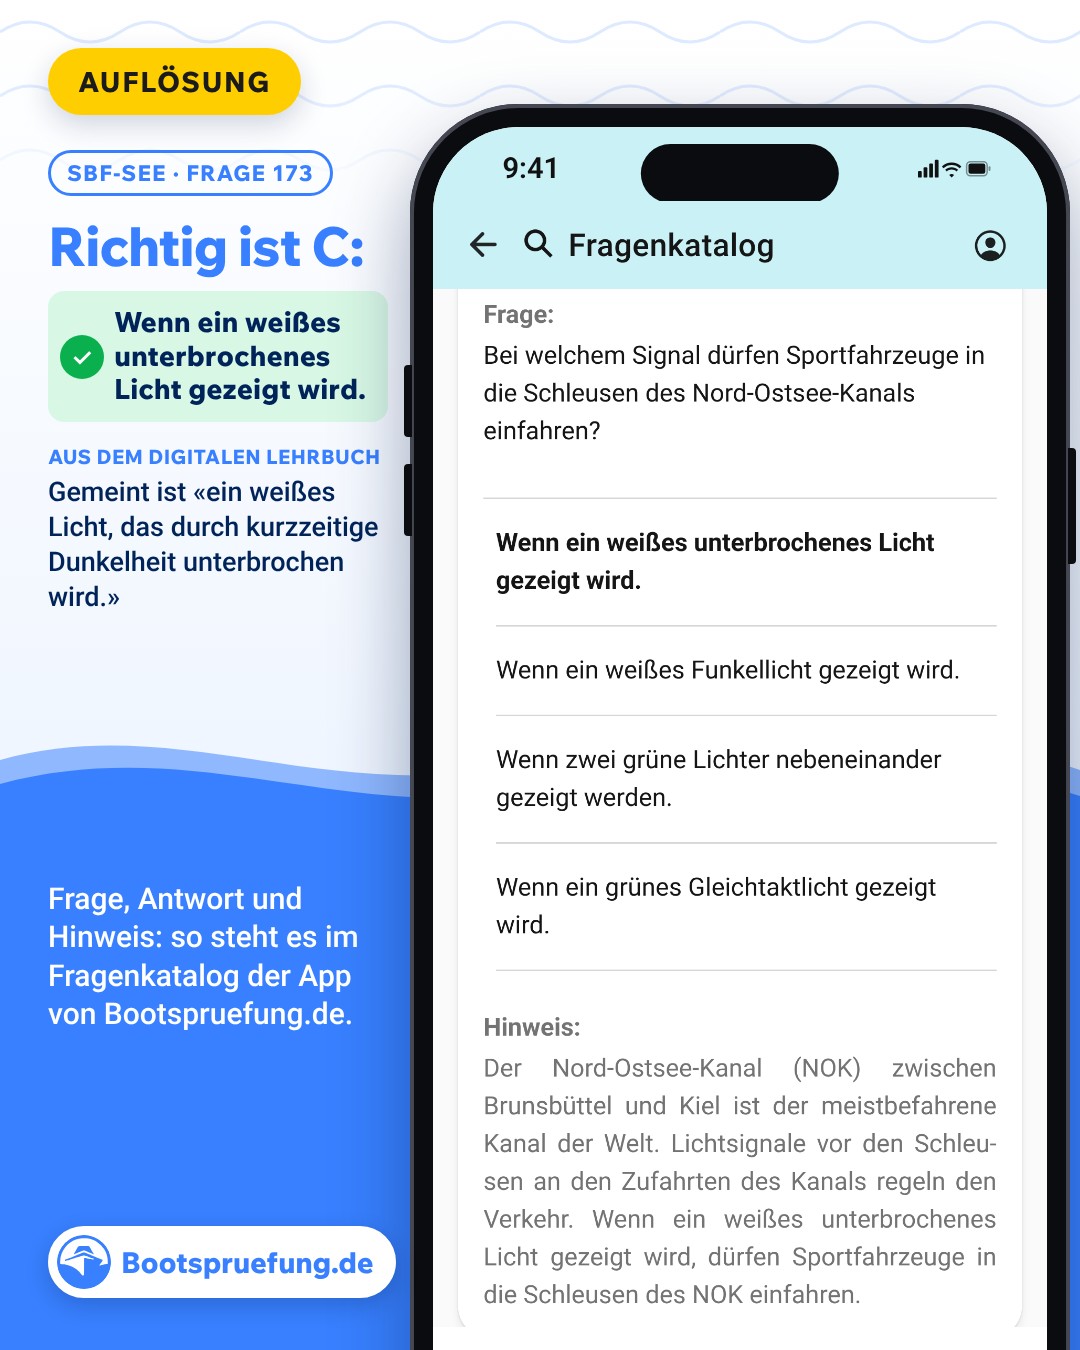 AUFLÖSUNG
SBF-SEE · FRAGE 173
Richtig ist C:
Wenn ein weißes
unterbrochenes
Licht gezeigt wird.
AUS DEM DIGITALEN LEHRBUCH
Gemeint ist «ein weißes
Licht, das durch kurzzeitige
Dunkelheit unterbrochen
wird.»
Frage, Antwort und
Hinweis: so steht es im
Fragenkatalog der App
von Bootspruefung.de.
Bootspruefung.de
9:41
Fragenkatalog
Frage:
Bei welchem Signal dürfen Sportfahrzeuge in
die Schleusen des Nord-Ostsee-Kanals
einfahren?
Wenn ein weißes unterbrochenes Licht
gezeigt wird.
Wenn ein weißes Funkellicht gezeigt wird.
Wenn zwei grüne Lichter nebeneinander
gezeigt werden.
Wenn ein grünes Gleichtaktlicht gezeigt
wird.
Hinweis:
Der Nord-Ostsee-Kanal (NOK) zwischen
Brunsbüttel und Kiel ist der meistbefahrene
Kanal der Welt. Lichtsignale vor den Schleu-
sen an den Zufahrten des Kanals regeln den
Verkehr. Wenn ein weißes unterbrochenes
Licht gezeigt wird, dürfen Sportfahrzeuge in
die Schleusen des NOK einfahren.